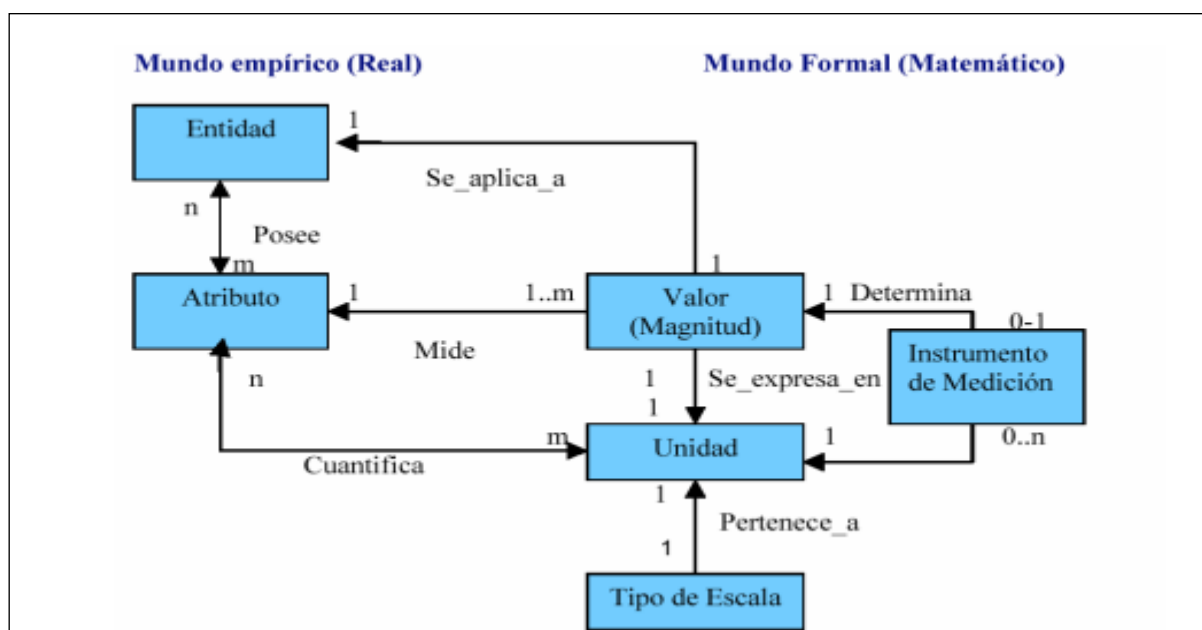 Mundo empírico (Real)
Mundo Formal (Matemático)
Entidad
1
Se_aplica_a
n
Posee
m
1
Atributo
1
1..m
Valor
(Magnitud)
1
Determina
0-1
Mide
Instrumento
de Medición
n
1
Se_expresa_en
1
m
Unidad
1
0..n
Cuantifica
1
Pertenece_a
1
Tipo de Escala